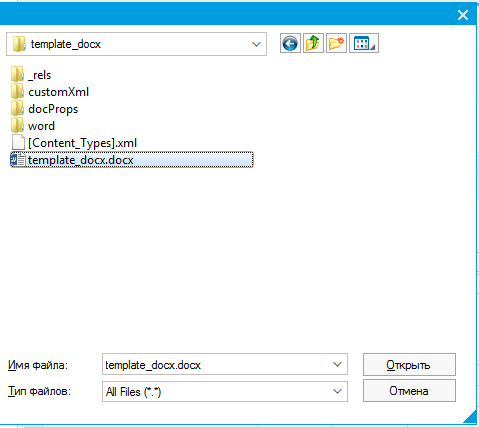 template_docx
_rels
customXml
docProps
word
[Content_Types].xml
template_docx.docx
Имя файла: template_docx.docx Открыть
Тип файлов: All Files (*.*) Отмена